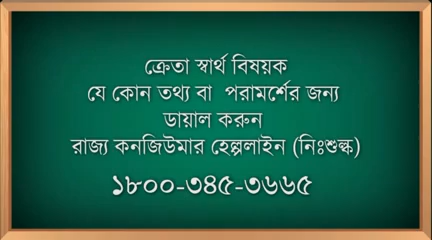 ক্রেতা স্বার্থ বিষয়ক
যে কোন তথ্য বা পরামর্শের জন্য
ডায়াল করুন
রাজ্য কনজিউমার হেল্পলাইন (নিঃশুল্ক)
১৮০০-৩৪৫-৩৬৬৫